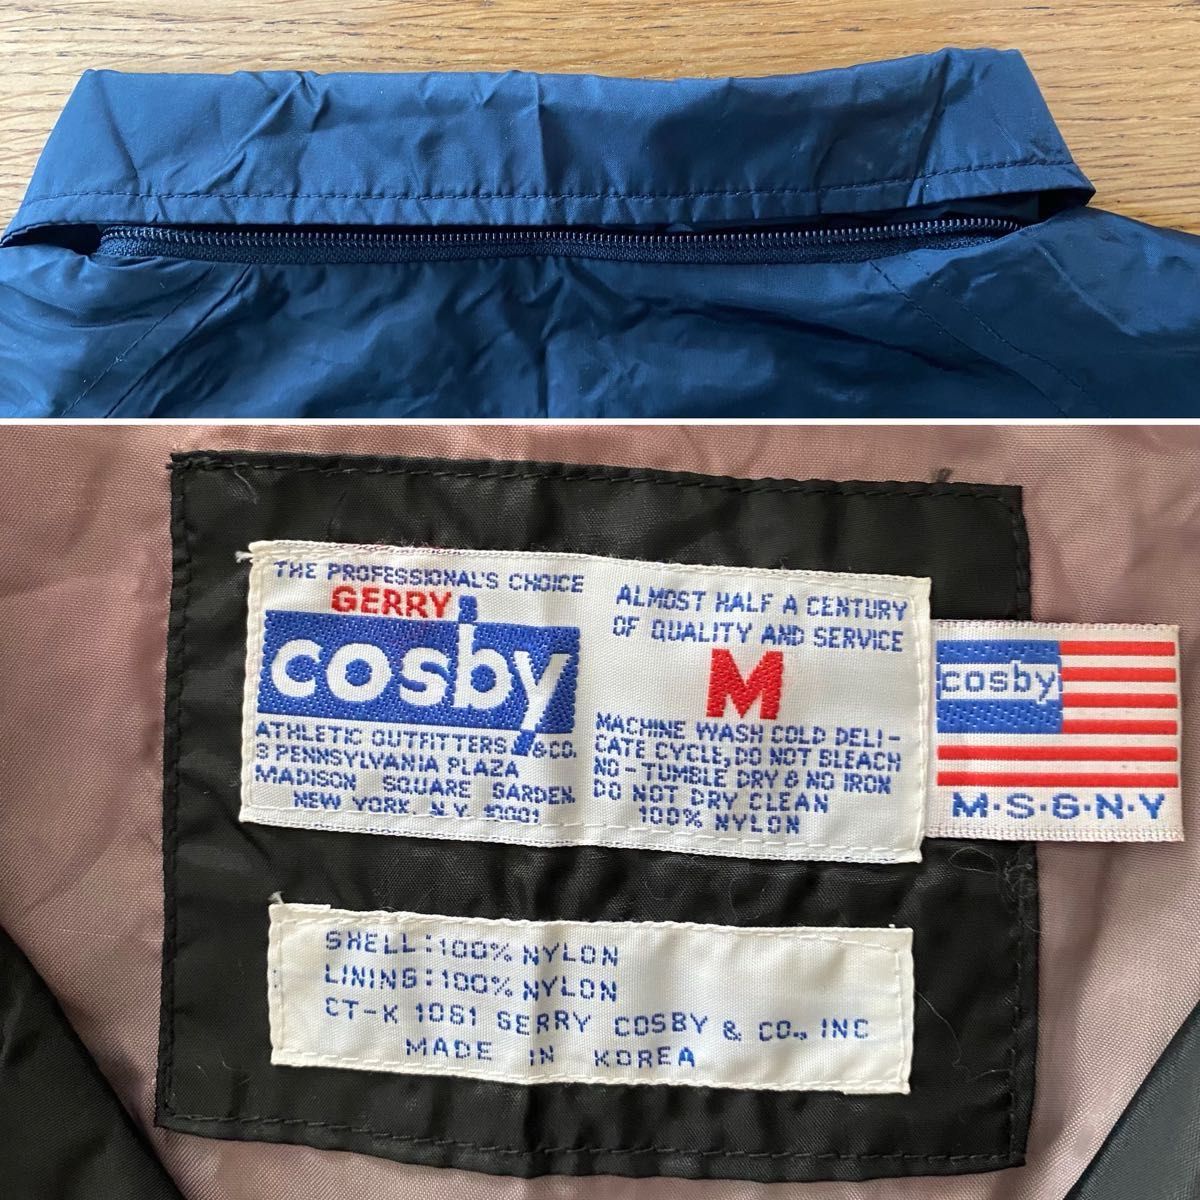 THE PROFESSIONAL'S CHOICE
GERRY
cosby
ATHLETIC OUTFITTERS & CO.
3 PENNSYLVANIA PLAZA
MADISON SQUARE GARDEN
NEW YORK, N.Y. 10001
ALMOST HALF A CENTURY
OF QUALITY AND SERVICE
M
MACHINE WASH COLD DELI-
CATE CYCLE, DO NOT BLEACH
NO-TUMBLE DRY & NO IRON
DO NOT DRY CLEAN
100% NYLON
cosby
M·S·G·N·Y
SHELL:100% NYLON
LINING:100% NYLON
CT-K 1061 GERRY COSBY & CO., INC
MADE IN KOREA